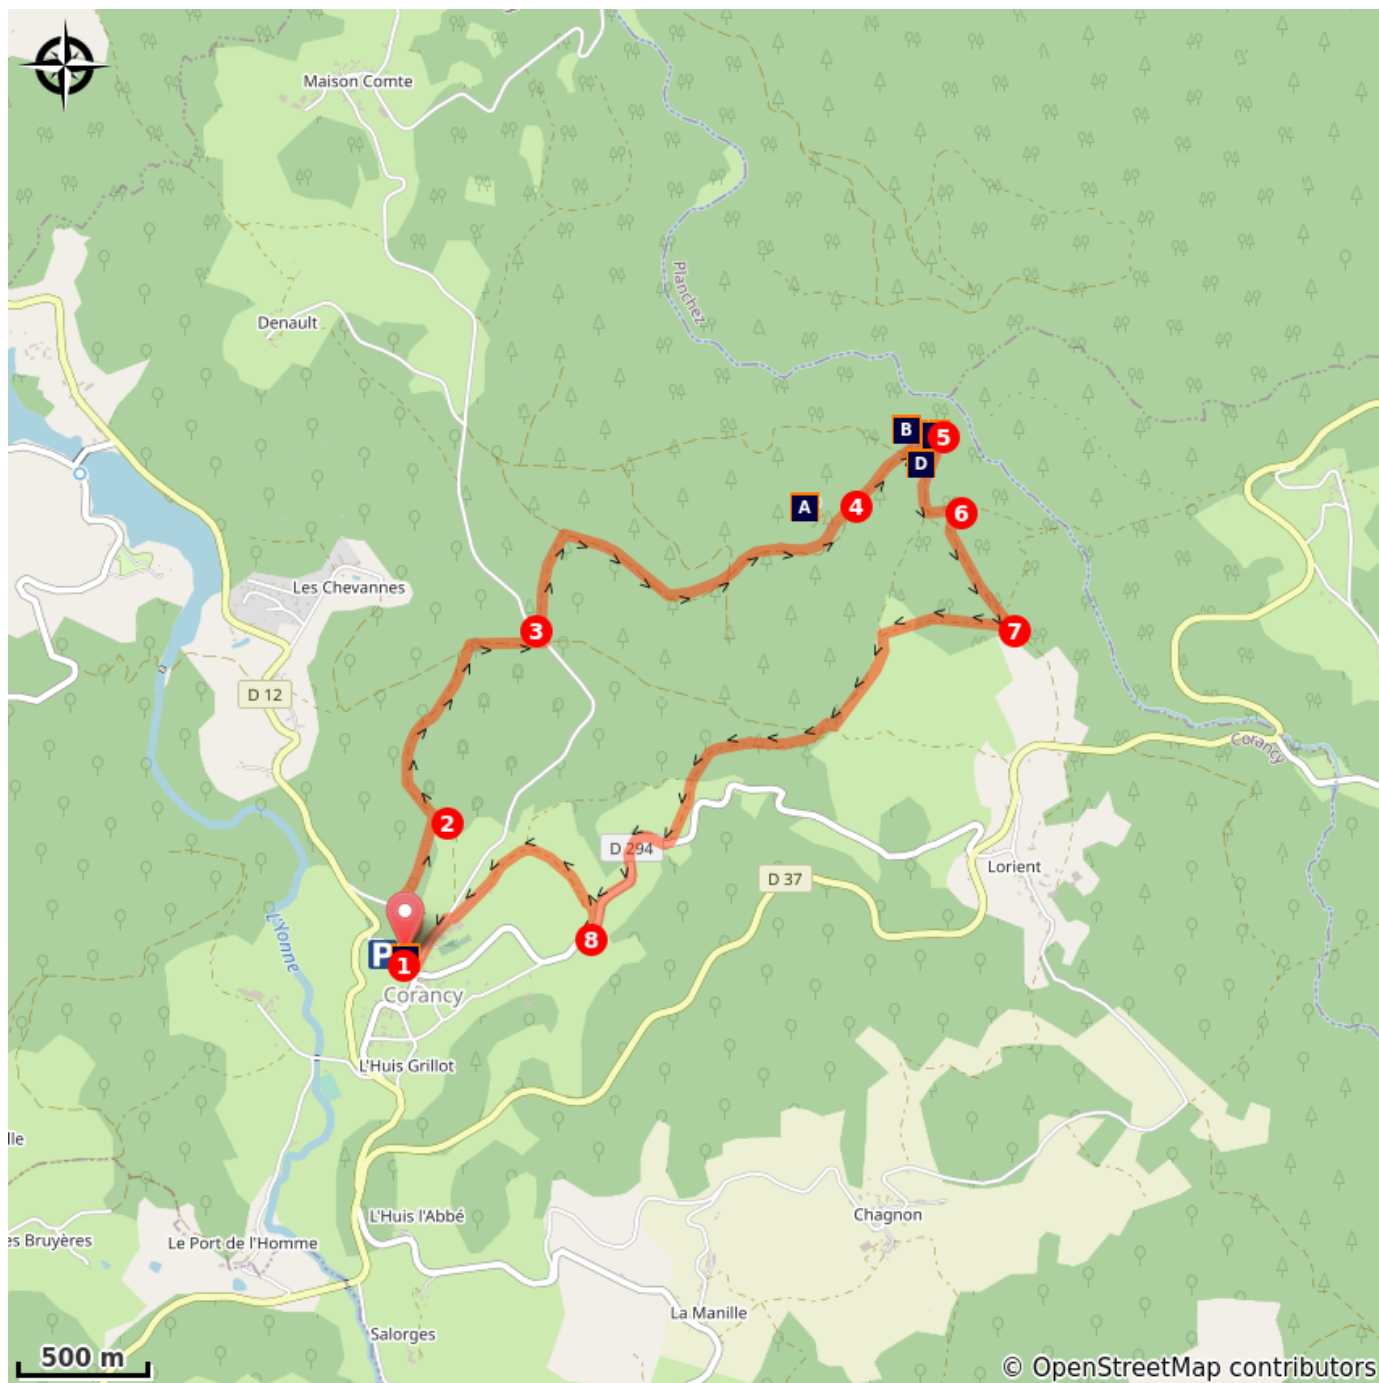 Maison Comte
Planchez
Denault
B
5
D
A
4
6
Les Chevannes
3
7
D 12
Corancy
2
D 294
Lorient
D 37
L'Yonne
8
P
1
Corancy
L'Huis Grillot
lle
L'Huis l'Abbé
Chagnon
es Bruyères
Le Port de l'Homme
La Manille
Salorges
500 m
© OpenStreetMap contributors